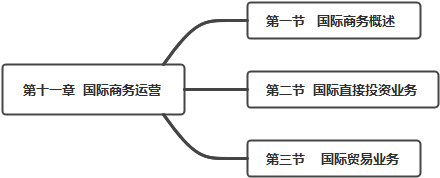 第一节 国际商务概述
第十一章 国际商务运营
第二节 国际直接投资业务
第三节 国际贸易业务